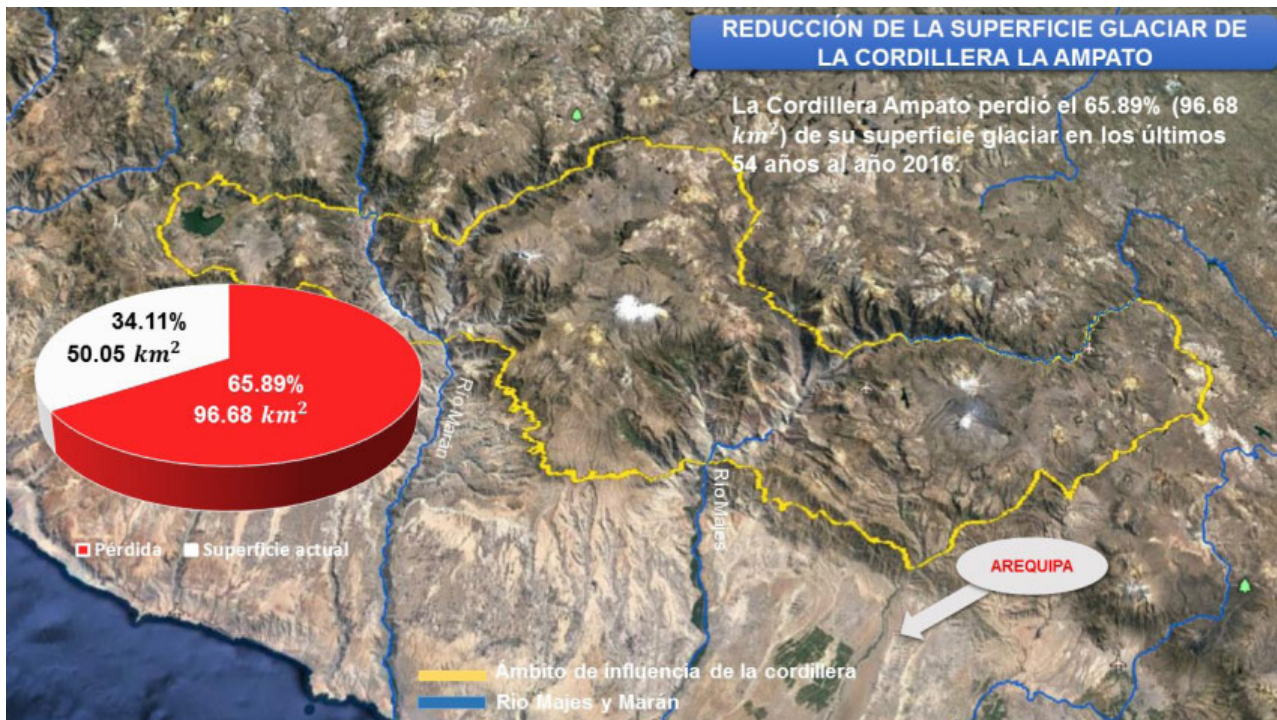 REDUCCIÓN DE LA SUPERFICIE GLACIAR DE
LA CORDILLERA LA AMPATO
La Cordillera Ampato perdió el 65.89% (96.68
km²) de su superficie glaciar en los últimos
54 años al año 2016.
34.11%
50.05 km²
65.89%
96.68 km²
Río Marán
Río Majes
Pérdida
Superficie actual
AREQUIPA
Ámbito de influencia de la cordillera
Rio Majes y Marán